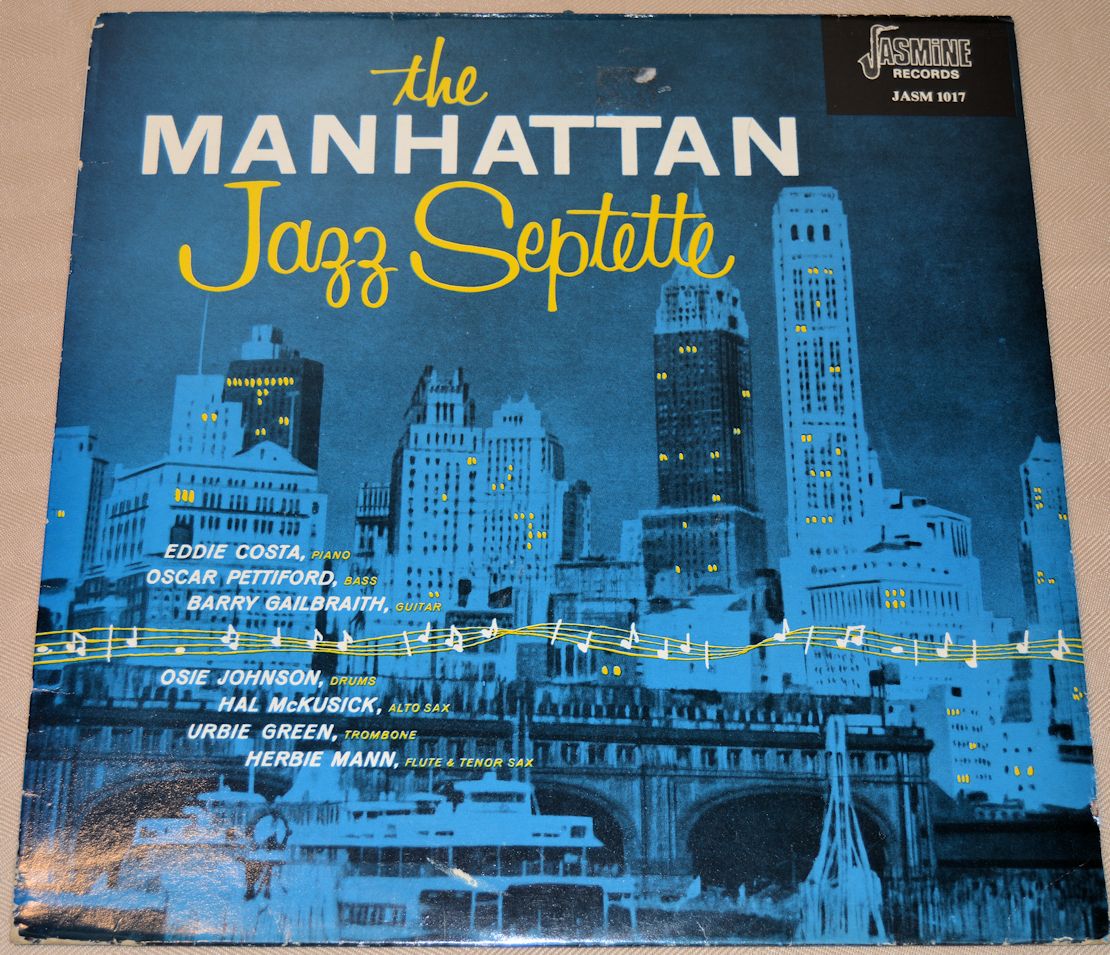 the
MANHATTAN
Jazz Septette
JASMINE
RECORDS
JASM 1017
EDDIE COSTA, PIANO
OSCAR PETTIFORD, BASS
BARRY GAILBRAITH, GUITAR
OSIE JOHNSON, DRUMS
HAL McKUSICK, ALTO SAX
URBIE GREEN, TROMBONE
HERBIE MANN, FLUTE & TENOR SAX